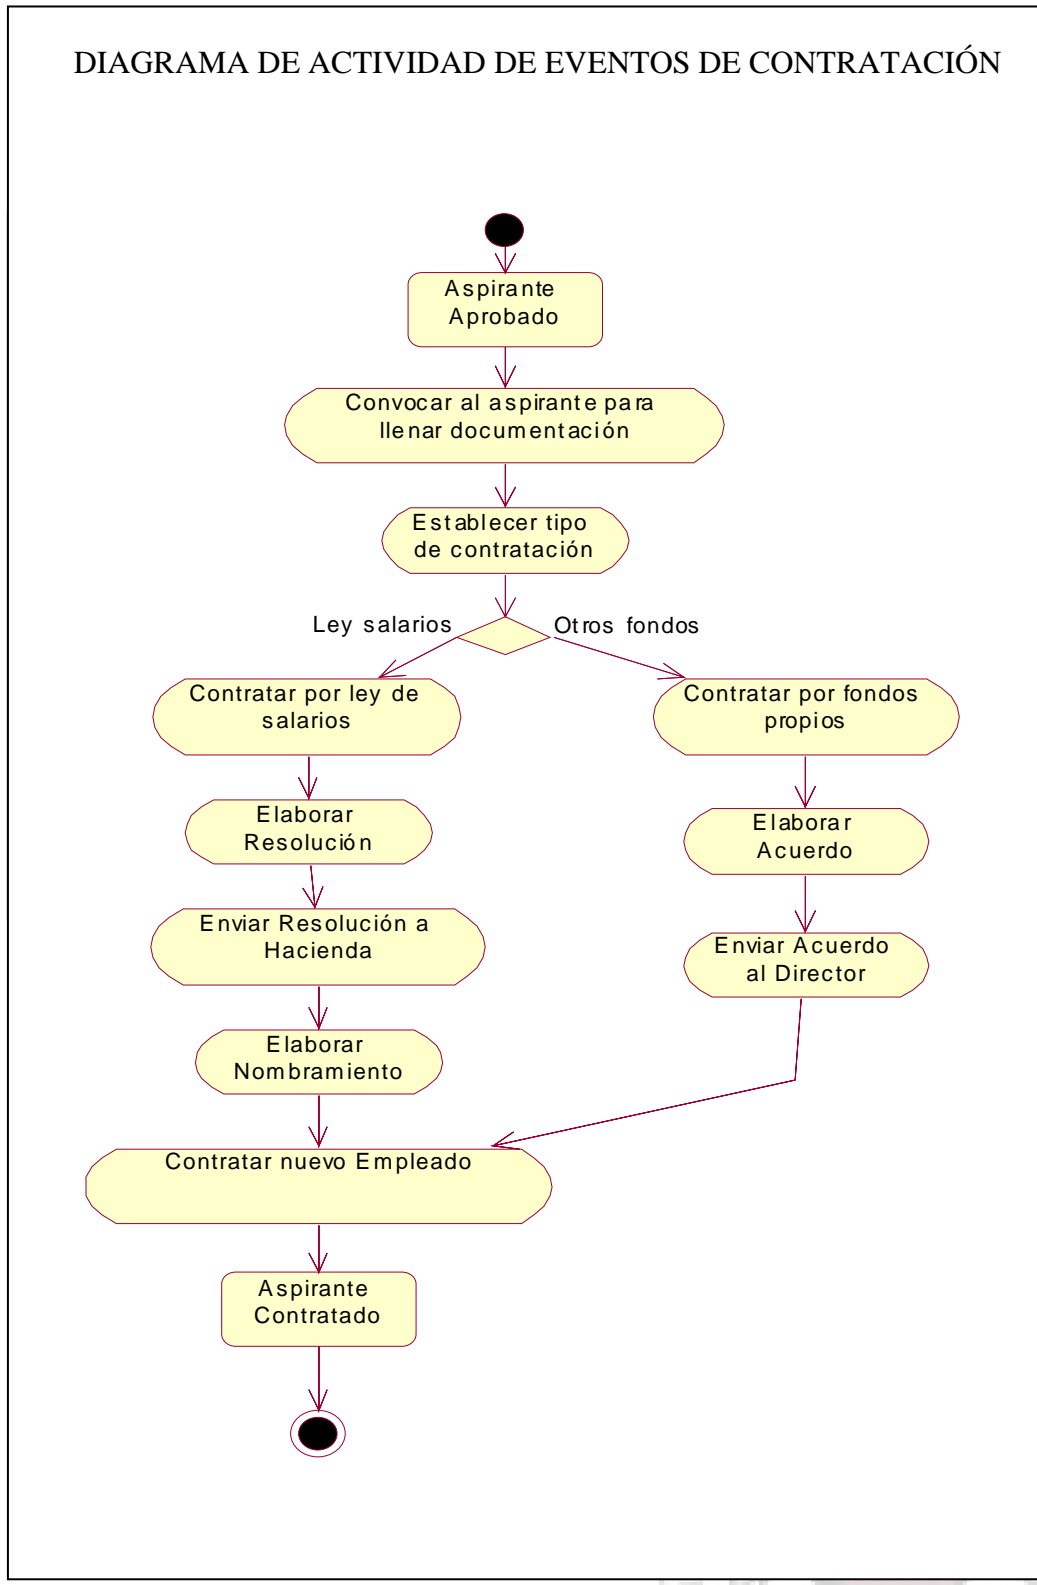 DIAGRAMA DE ACTIVIDAD DE EVENTOS DE CONTRATACIÓN
Aspirante
Aprobado
Convocar al aspirante para
llenar documentación
Establecer tipo
de contratación
Ley salarios
Otros fondos
Contratar por ley de
salarios
Contratar por fondos
propios
Elaborar
Resolución
Elaborar
Acuerdo
Enviar Resolución a
Hacienda
Enviar Acuerdo
al Director
Elaborar
Nombramiento
Contratar nuevo Empleado
Aspirante
Contratado